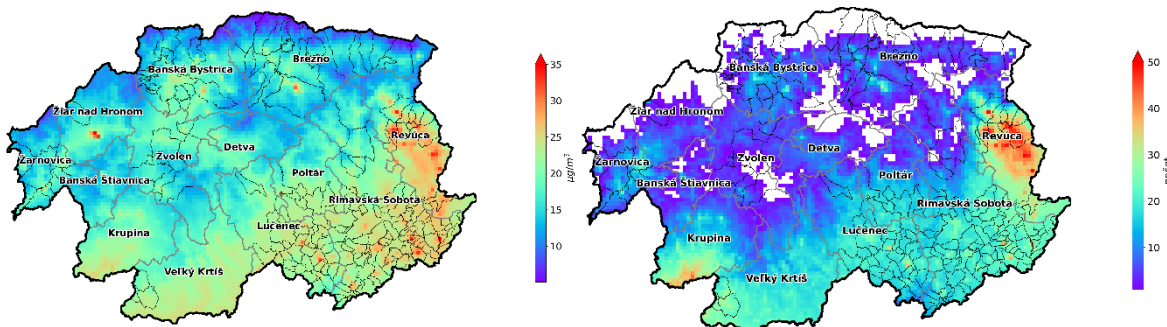 Banská Bystrica
Brezno
Žiar nad Hronom
Revúca
Žarnovica
Zvolen
Detva
Banská Štiavnica
Poltár
Rimavská Sobota
Krupina
Lučenec
Veľký Krtíš
35
30
25
20
15
10
µg/m³
Banská Bystrica
Brezno
Žiar nad Hronom
Revúca
Žarnovica
Zvolen
Detva
Banská Štiavnica
Poltár
Rimavská Sobota
Krupina
Lučenec
Veľký Krtíš
50
40
30
20
10